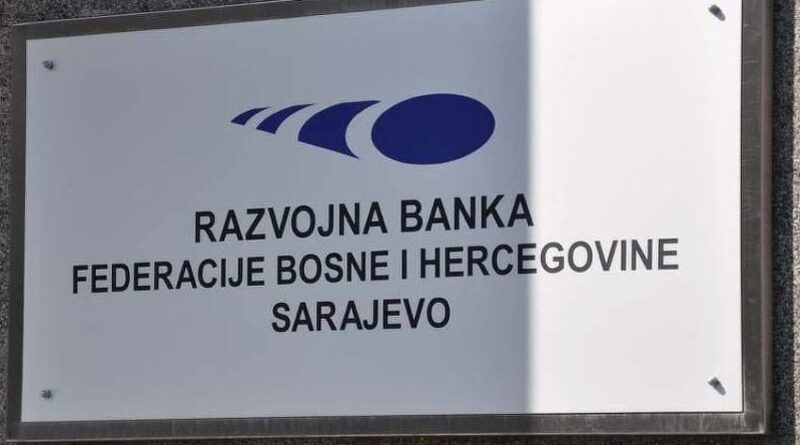 RAZVOJNA BANKA
FEDERACIJE BOSNE I HERCEGOVINE
SARAJEVO